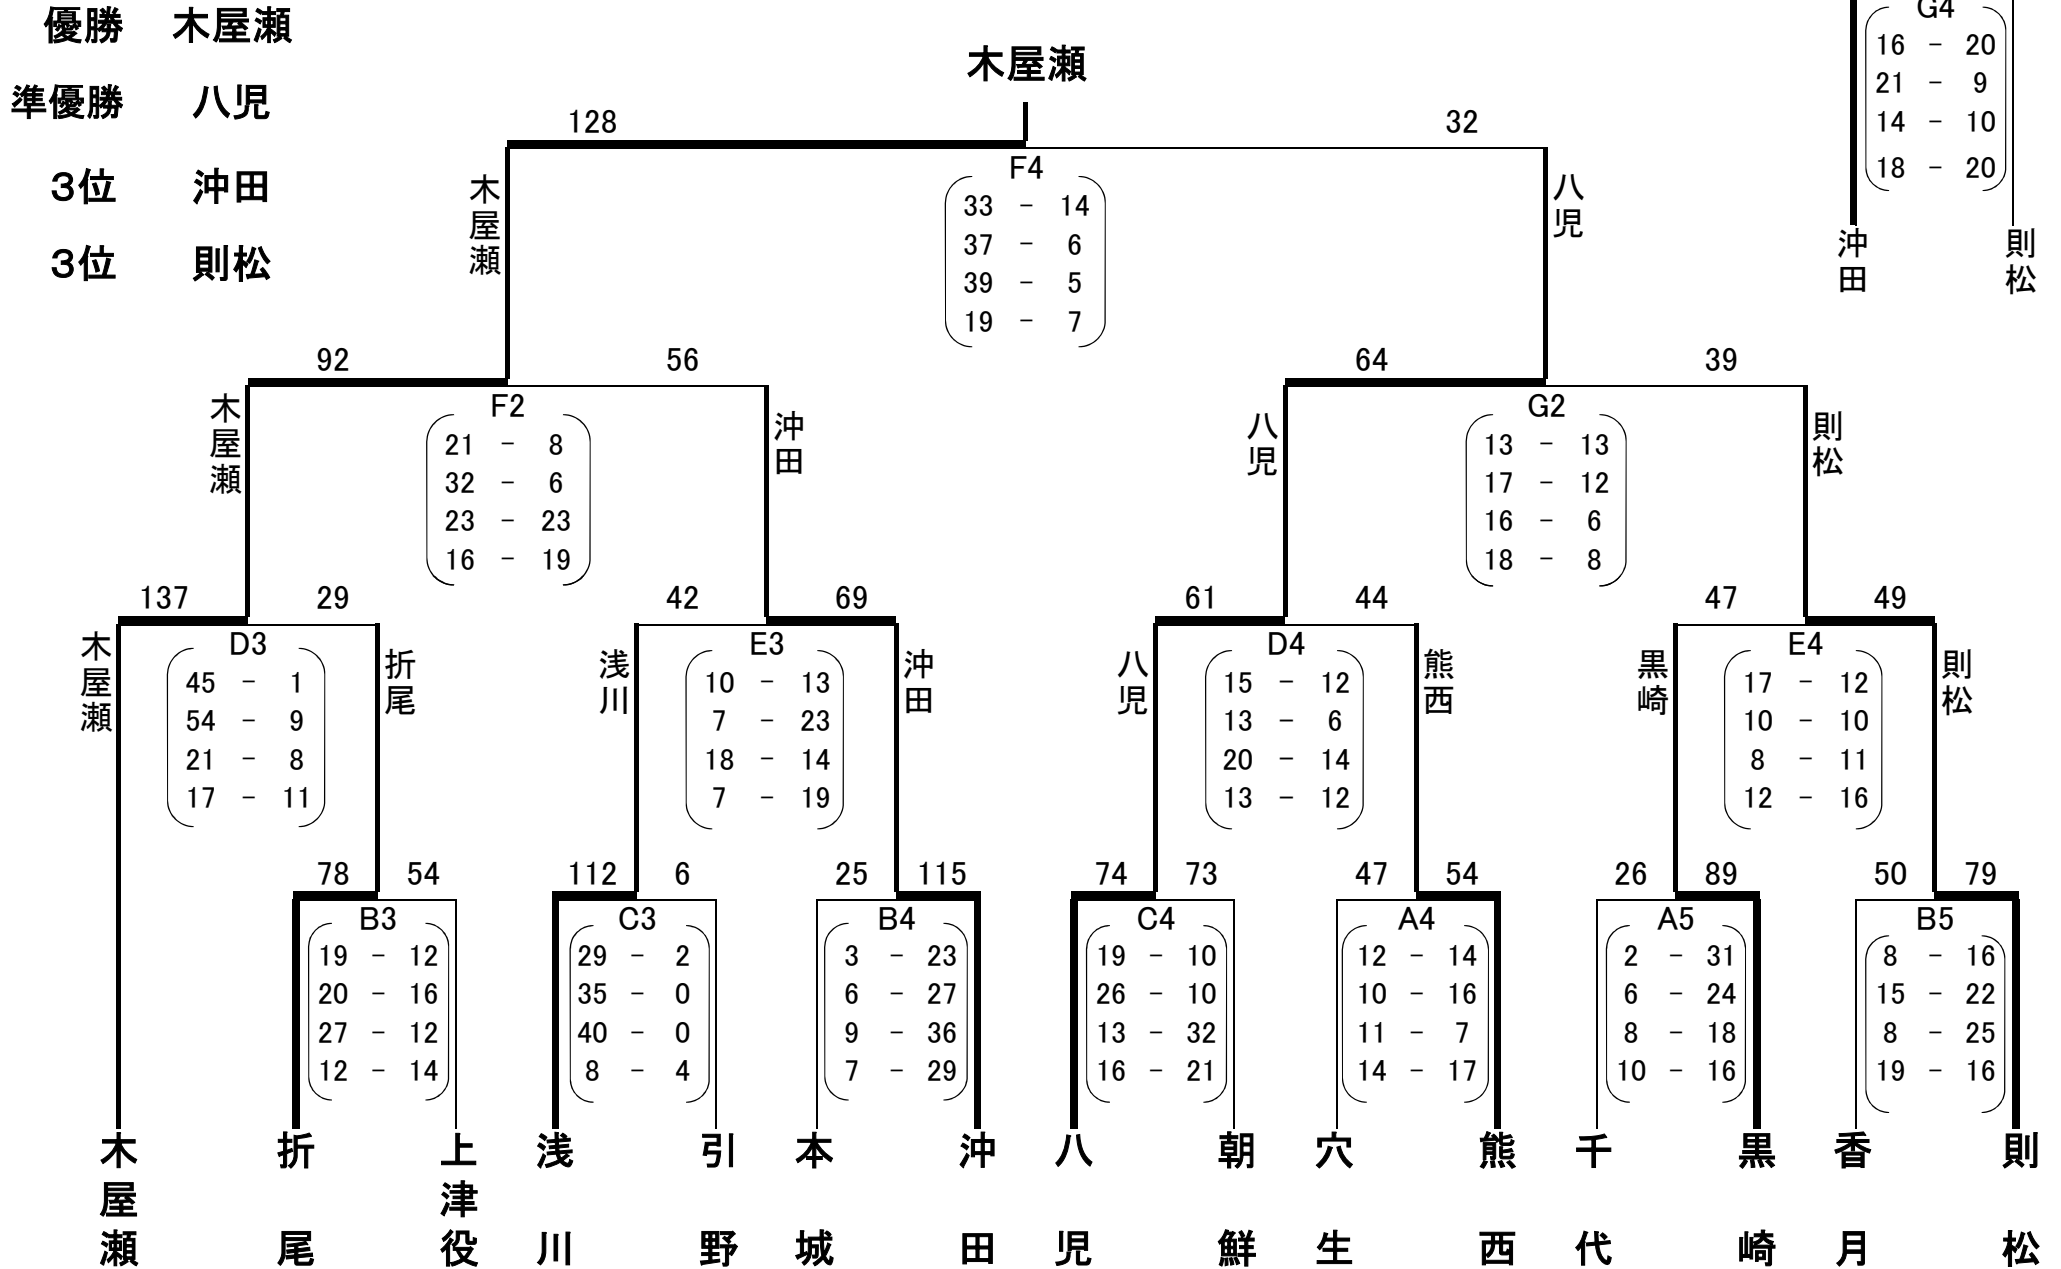 優勝 木屋瀬
準優勝 八児
3位 沖田
3位 則松
木屋瀬
G4
16 - 20
21 - 9
14 - 10
18 - 20
沖田 則松
128 32
木屋瀬 八児
F4
33 - 14
37 - 6
39 - 5
19 - 7
92 56
木屋瀬 沖田
F2
21 - 8
32 - 6
23 - 23
16 - 19
64 39
八児 則松
G2
13 - 13
17 - 12
16 - 6
18 - 8
137 29
木屋瀬 折尾
D3
45 - 1
54 - 9
21 - 8
17 - 11
42 69
浅川 沖田
E3
10 - 13
7 - 23
18 - 14
7 - 19
61 44
八児 熊西
D4
15 - 12
13 - 6
20 - 14
13 - 12
47 49
黒崎 則松
E4
17 - 12
10 - 10
8 - 11
12 - 16
78 54
B3
19 - 12
20 - 16
27 - 12
12 - 14
112 6
C3
29 - 2
35 - 0
40 - 0
8 - 4
25 115
B4
3 - 23
6 - 27
9 - 36
7 - 29
74 73
C4
19 - 10
26 - 10
13 - 32
16 - 21
47 54
A4
12 - 14
10 - 16
11 - 7
14 - 17
26 89
A5
2 - 31
6 - 24
8 - 18
10 - 16
50 79
B5
8 - 16
15 - 22
8 - 25
19 - 16
木屋瀬
折尾
上津役
浅川
引野
本城
沖田
八児
朝鮮
穴生
熊西
千代
黒崎
香月
則松